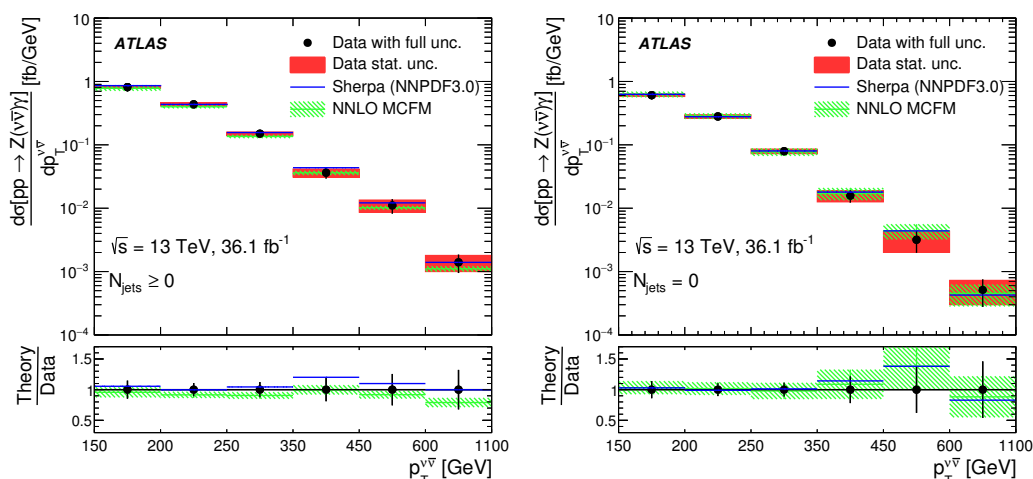 dσ[pp → Z(νν̅)γ] [fb/GeV]
dp_T^{νν̅}
10
1
10⁻¹
10⁻²
10⁻³
10⁻⁴
ATLAS
Data with full unc.
Data stat. unc.
Sherpa (NNPDF3.0)
NNLO MCFM
√s = 13 TeV, 36.1 fb⁻¹
N_jets ≥ 0
Theory
Data
1.5
1
0.5
150 200 250 350 450 600 1100
p_T^{νν̅} [GeV]
dσ[pp → Z(νν̅)γ] [fb/GeV]
dp_T^{νν̅}
10
1
10⁻¹
10⁻²
10⁻³
10⁻⁴
ATLAS
Data with full unc.
Data stat. unc.
Sherpa (NNPDF3.0)
NNLO MCFM
√s = 13 TeV, 36.1 fb⁻¹
N_jets = 0
Theory
Data
1.5
1
0.5
150 200 250 350 450 600 1100
p_T^{νν̅} [GeV]